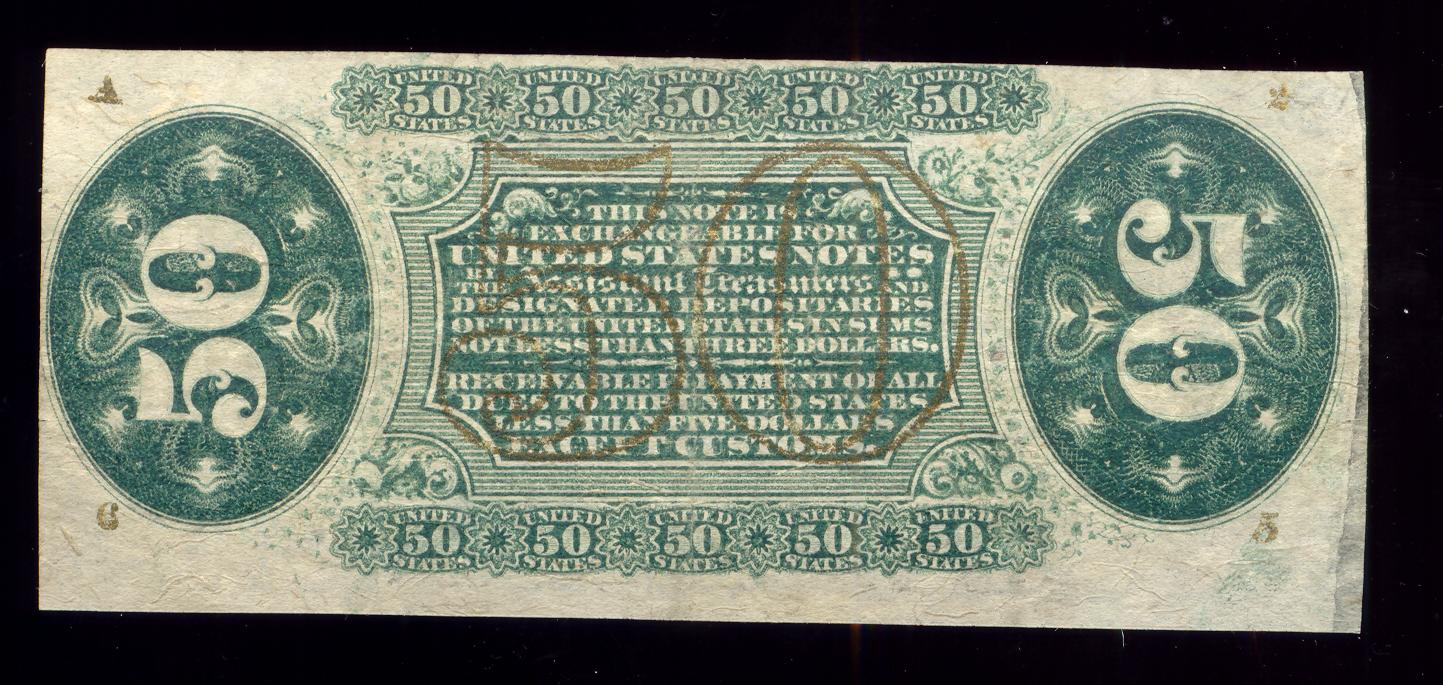 A
2
UNITED UNITED UNITED UNITED UNITED
50 50 50 50 50
STATES STATES STATES STATES STATES
50
50
50
THIS NOTE IS
EXCHANGEABLE FOR
UNITED STATES NOTES
BY THE Assistant Treasurers AND
DESIGNATED DEPOSITARIES
OF THE UNITED STATES IN SUMS
NOT LESS THAN THREE DOLLARS.
RECEIVABLE IN PAYMENT OF ALL
DUES TO THE UNITED STATES
LESS THAN FIVE DOLLARS
EXCEPT CUSTOMS.
6
5
UNITED UNITED UNITED UNITED UNITED
50 50 50 50 50
STATES STATES STATES STATES STATES